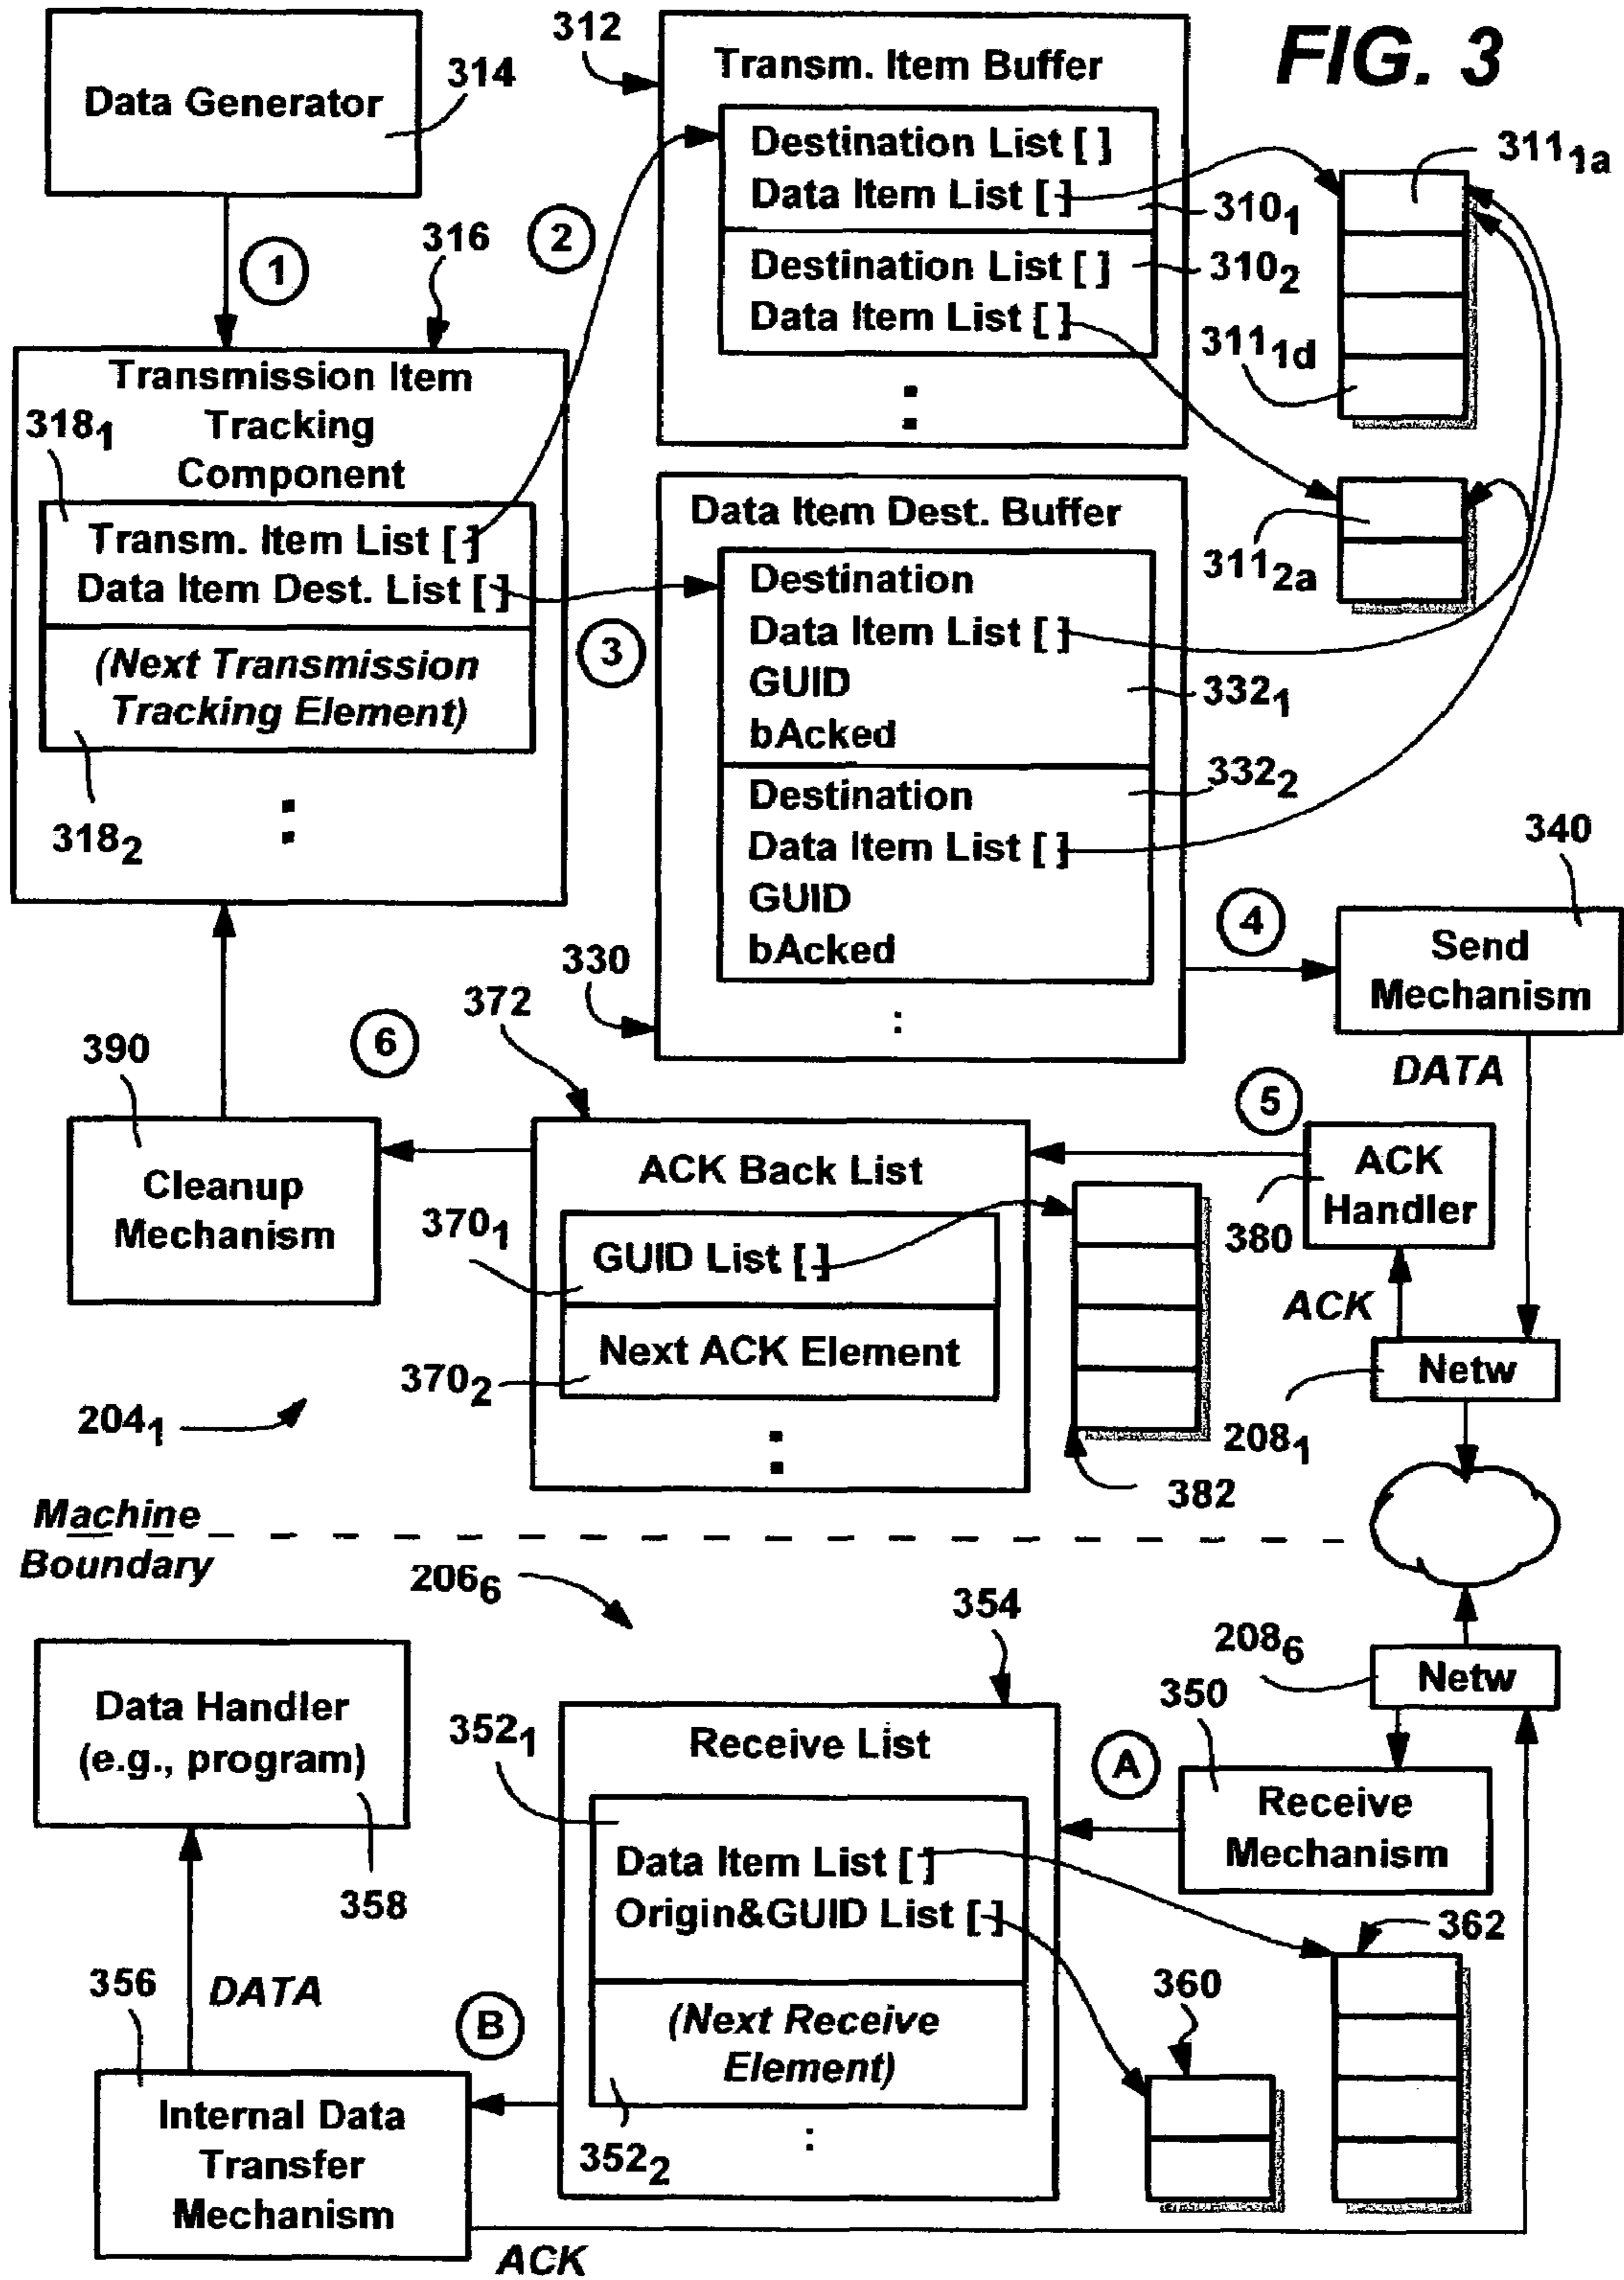 FIG. 3
312
Transm. Item Buffer
Data Generator
314
Destination List [ ]
Data Item List [ ]
310₁
Destination List [ ]
310₂
Data Item List [ ]
311₁ₐ
311₁d
311₂ₐ
1
2
316
Transmission Item
Tracking
Component
318₁
Transm. Item List [ ]
Data Item Dest. List [ ]
(Next Transmission
Tracking Element)
318₂
:
:
3
Data Item Dest. Buffer
Destination
Data Item List [ ]
GUID
332₁
bAcked
332₂
Destination
Data Item List [ ]
GUID
bAcked
330
:
4
340
Send
Mechanism
DATA
390
6
372
5
Cleanup
Mechanism
ACK Back List
370₁
GUID List [ ]
Next ACK Element
370₂
:
ACK
Handler
380
ACK
Netw
208₁
382
204₁
Machine
Boundary
206₆
354
208₆
Netw
350
Data Handler
(e.g., program)
358
352₁
Receive List
A
Receive
Mechanism
Data Item List [ ]
Origin&GUID List [ ]
362
360
356
DATA
B
(Next Receive
Element)
352₂
:
Internal Data
Transfer
Mechanism
ACK